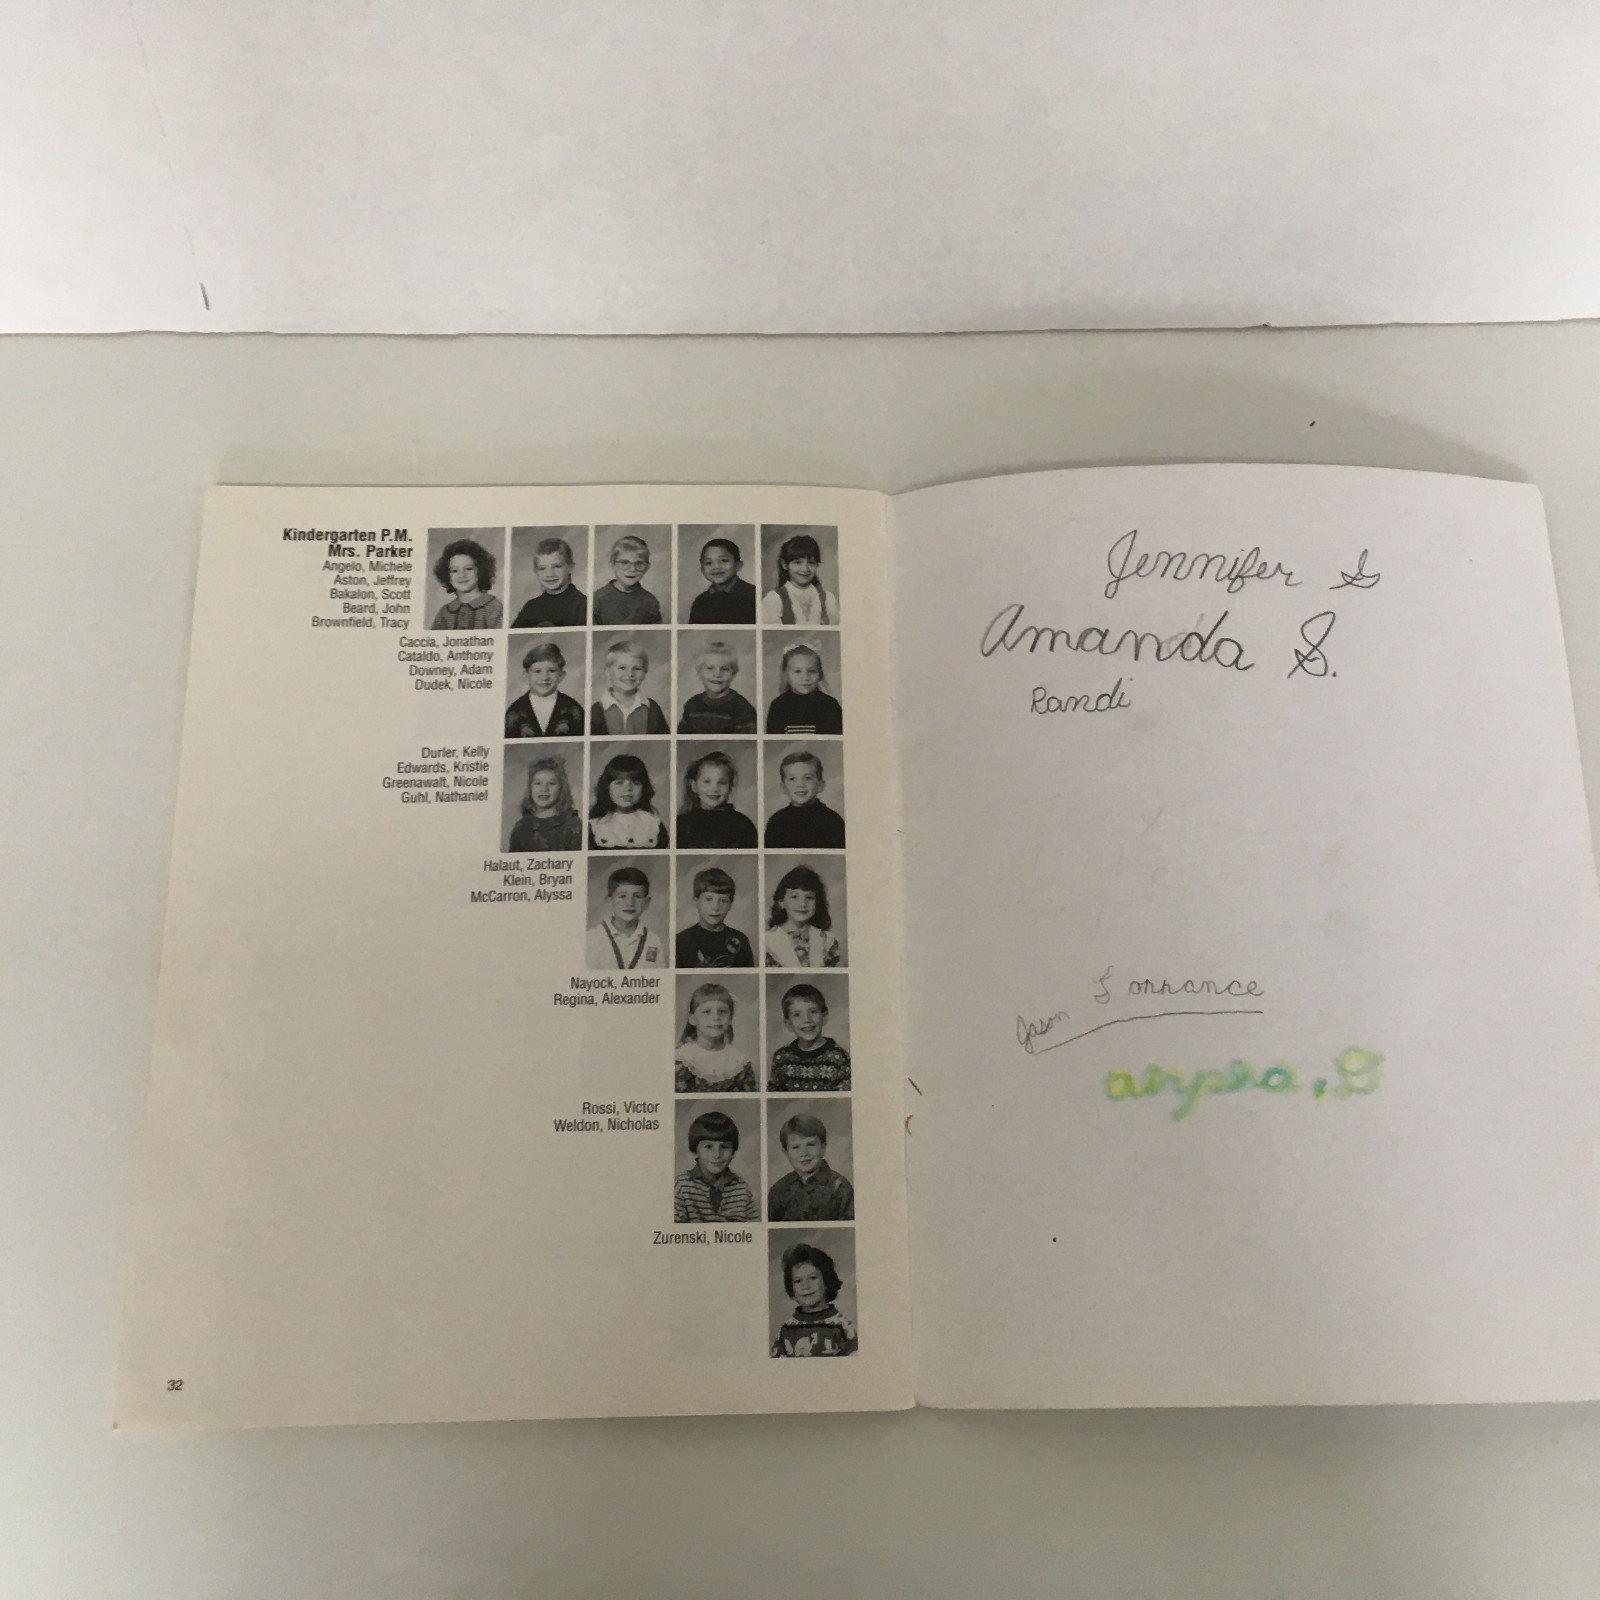 Kindergarten P.M.
Mrs. Parker
Angelo, Michele
Aston, Jeffrey
Bakalon, Scott
Beard, John
Brownfield, Tracy
Caccia, Jonathan
Cataldo, Anthony
Downey, Adam
Dudek, Nicole
Durler, Kelly
Edwards, Kristie
Greenawalt, Nicole
Guhl, Nathaniel
Halaut, Zachary
Klein, Bryan
McCarron, Alyssa
Nayock, Amber
Regina, Alexander
Rossi, Victor
Weldon, Nicholas
Zurenski, Nicole
32
Jennifer S
Amanda S.
Randi
Jason Torrance